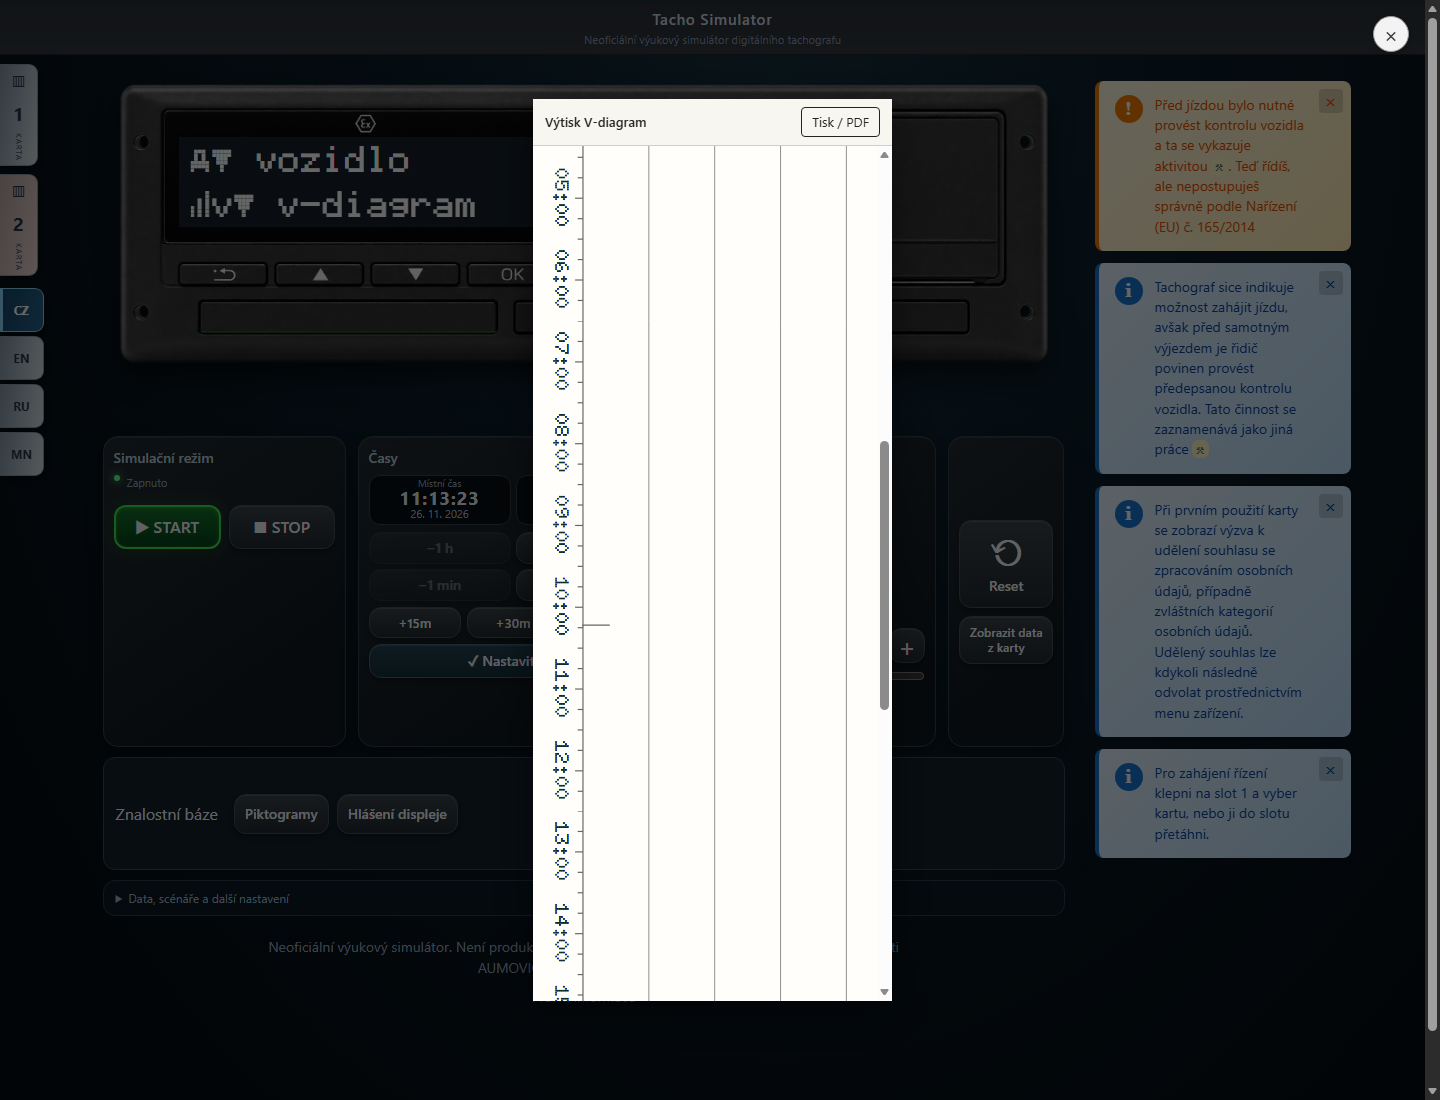 Tacho Simulator
Neoficiální výukový simulátor digitálního tachografu
×
1
KARTA
2
KARTA
CZ
EN
RU
MN
Ex
vozidlo
v v-diagram
OK
Výtisk V-diagram
Tisk / PDF
05:00
06:00
07:00
08:00
09:00
10:00
11:00
12:00
13:00
14:00
Před jízdou bylo nutné
provést kontrolu vozidla
a ta se vykazuje
aktivitou ⚒ . Teď řídíš,
ale nepostupuješ
správně podle Nařízení
(EU) č. 165/2014
Tachograf sice indikuje
možnost zahájit jízdu,
avšak před samotným
výjezdem je řidič
povinen provést
předepsanou kontrolu
vozidla. Tato činnost se
zaznamenává jako jiná
práce ⚒
Při prvním použití karty
se zobrazí výzva k
udělení souhlasu se
zpracováním osobních
údajů, případně
zvláštních kategorií
osobních údajů.
Udělený souhlas lze
kdykoli následně
odvolat prostřednictvím
menu zařízení.
Pro zahájení řízení
klepni na slot 1 a vyber
kartu, nebo ji do slotu
přetáhni.
Simulační režim
Zapnuto
▶ START
■ STOP
Časy
Místní čas
11:13:23
26. 11. 2026
−1 h
−1 min
+15m
+30m
✓ Nastavit
+
Reset
Zobrazit data
z karty
Znalostní báze
Piktogramy
Hlášení displeje
▶ Data, scénáře a další nastavení
Neoficiální výukový simulátor. Není